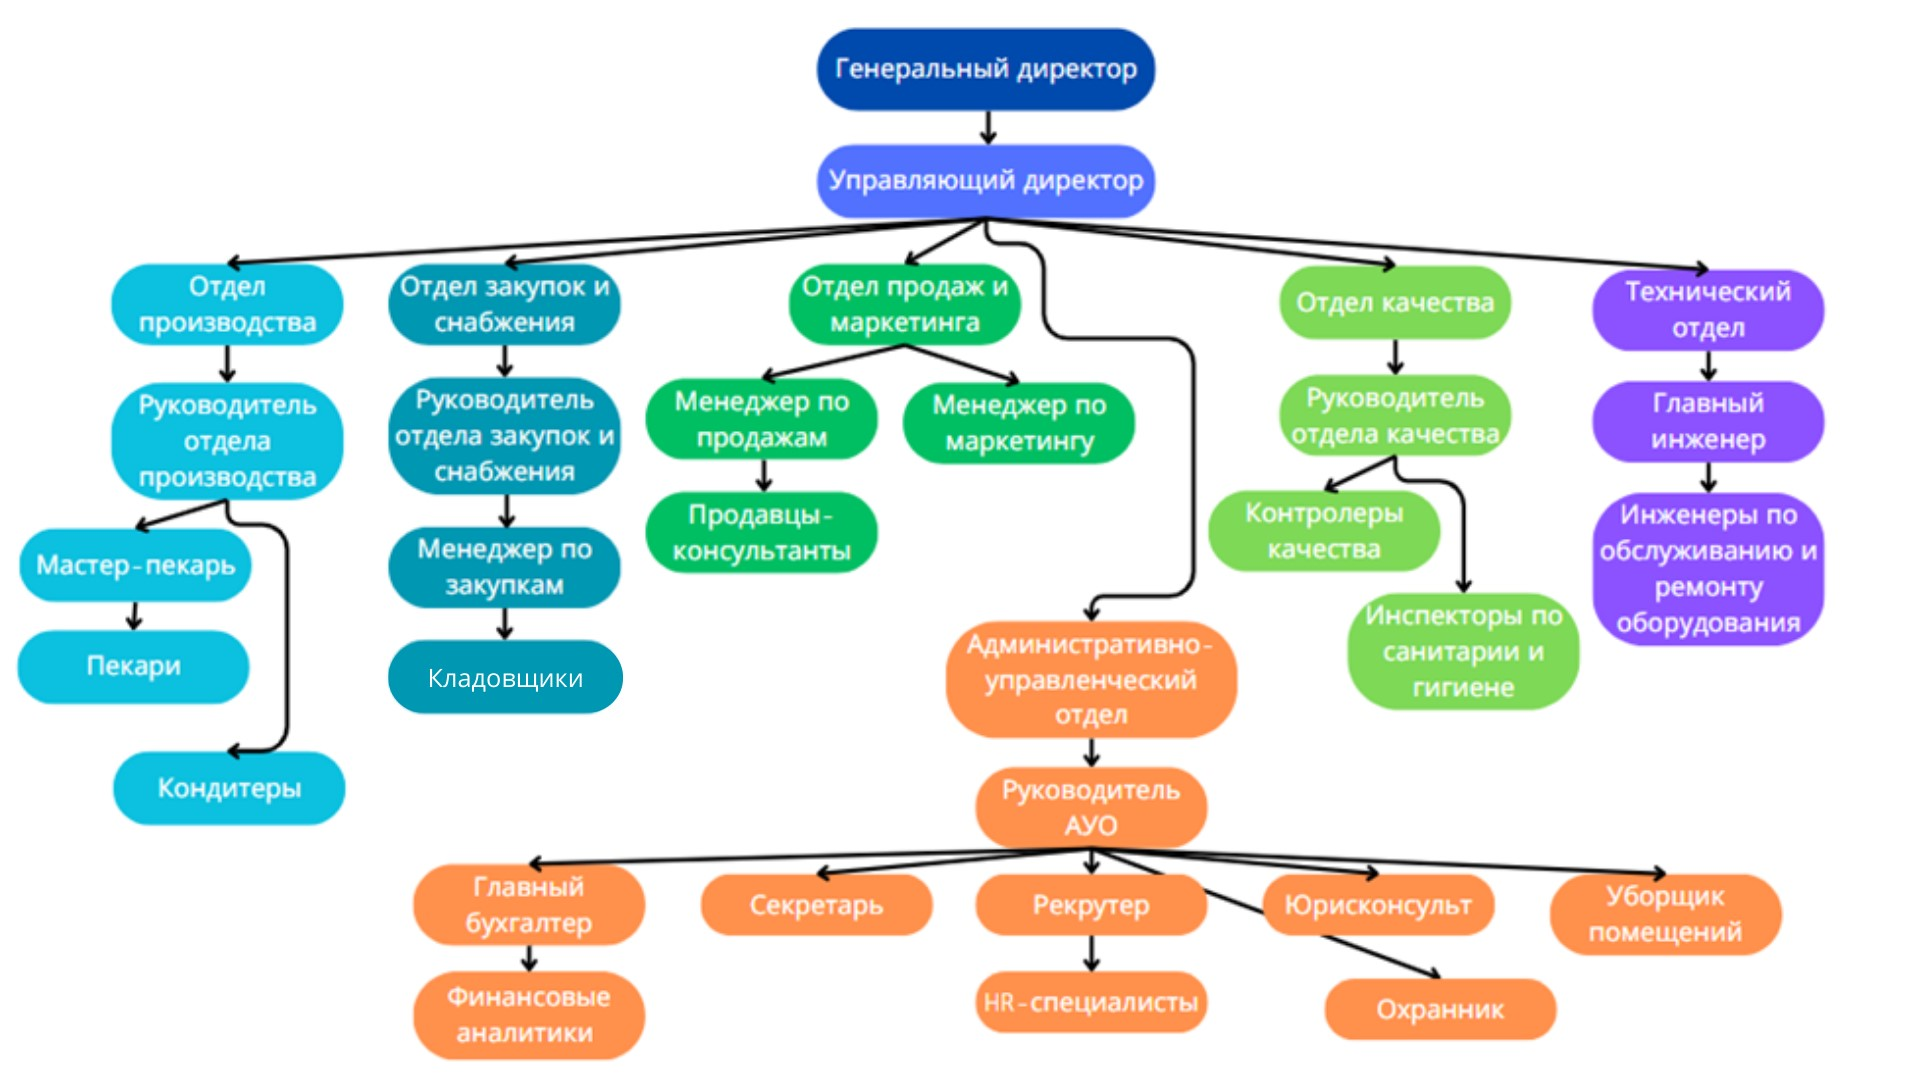 Генеральный директор
Управляющий директор
Отдел
производства
Отдел закупок и
снабжения
Отдел продаж и
маркетинга
Отдел качества
Технический
отдел
Руководитель
отдела
производства
Руководитель
отдела закупок и
снабжения
Менеджер по
продажам
Менеджер по
маркетингу
Руководитель
отдела качества
Главный
инженер
Мастер-пекарь
Менеджер по
закупкам
Продавцы-
консультанты
Контролеры
качества
Инженеры по
обслуживанию и
ремонту
оборудования
Пекари
Кладовщики
Административно-
управленческий
отдел
Инспекторы по
санитарии и
гигиене
Кондитеры
Руководитель
АУО
Главный
бухгалтер
Секретарь
Рекрутер
Юрисконсульт
Уборщик
помещений
Финансовые
аналитики
HR-специалисты
Охранник